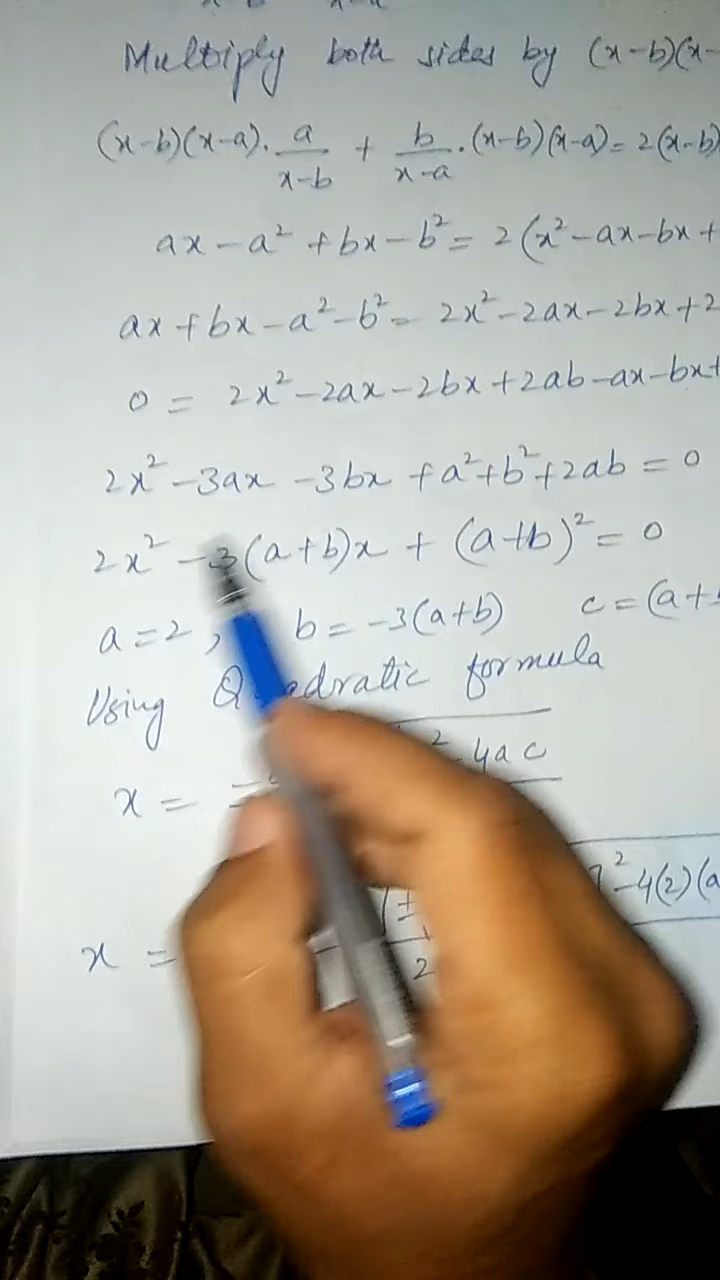 Multiply both sides by (x-b)(x-
(x-b)(x-a). a/x-b + b/x-a .(x-b)(x-a)= 2(x-b)
ax-a² +bx-b² = 2(x²-ax-bx+
ax+bx-a²-b² = 2x²-2ax-2bx+2
0 = 2x²-2ax-2bx+2ab-ax-bx+
2x²-3ax -3bx +a²+b²+2ab = 0
2x² -3(a+b)x + (a+b)² = 0
a=2, b=-3(a+b) c=(a+
Using Quadratic formula
x = - ² - 4ac
x = ± ² -4(2)(a
2